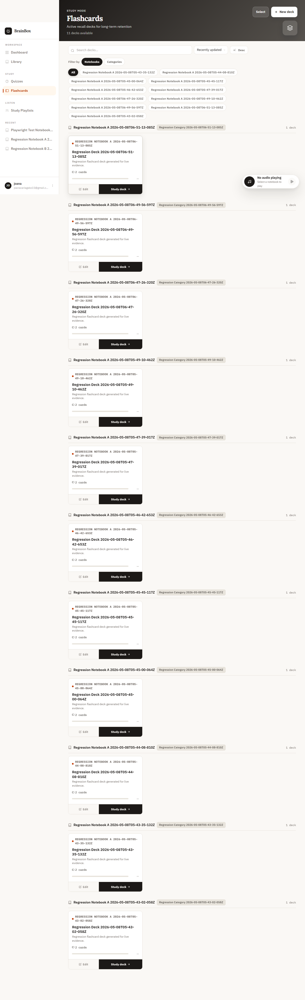 BrainBox
WORKSPACE
Dashboard
Library
STUDY
Quizzes
Flashcards
LISTEN
Study Playlists
RECENT
Playwright Test Notebook...
Regression Notebook A 2...
Regression Notebook B 2...
JO
joana
joanacarlagako15@gmail.c...
STUDY MODE
Flashcards
Active recall decks for long-term retention
11 decks available
Select
+ New deck
Search decks...
Recently updated
Desc
Filter by
Notebooks
Categories
All
Regression Notebook A 2026-05-08T05-43-35-132Z
Regression Notebook A 2026-05-08T05-44-08-810Z
Regression Notebook A 2026-05-08T05-45-00-064Z
Regression Notebook A 2026-05-08T05-45-45-117Z
Regression Notebook A 2026-05-08T05-46-42-653Z
Regression Notebook A 2026-05-08T05-47-39-017Z
Regression Notebook A 2026-05-08T06-47-26-320Z
Regression Notebook A 2026-05-08T05-49-10-462Z
Regression Notebook A 2026-05-08T06-49-56-597Z
Regression Notebook A 2026-05-08T06-51-13-085Z
Regression Notebook A 2026-05-08T05-43-02-058Z
Regression Notebook A 2026-05-08T06-51-13-085Z
Regression Category 2026-05-08T06-51-13-085Z
1 deck
REGRESSION NOTEBOOK A 2026-05-08T06-
51-13-085Z
Regression Deck 2026-05-08T06-51-
13-085Z
Regression flashcard deck generated for live
evidence.
2 cards
—
Edit
Study deck →
No audio playing
Select a notebook to
play
Regression Notebook A 2026-05-08T06-49-56-597Z
Regression Category 2026-05-08T06-49-56-597Z
1 deck
REGRESSION NOTEBOOK A 2026-05-08T06-
49-56-597Z
Regression Deck 2026-05-08T06-49-
56-597Z
Regression flashcard deck generated for live
evidence.
2 cards
—
Edit
Study deck →
Regression Notebook A 2026-05-08T06-47-26-320Z
Regression Category 2026-05-08T06-47-26-320Z
1 deck
REGRESSION NOTEBOOK A 2026-05-08T06-
47-26-320Z
Regression Deck 2026-05-08T06-47-
26-320Z
Regression flashcard deck generated for live
evidence.
2 cards
—
Edit
Study deck →
Regression Notebook A 2026-05-08T05-49-10-462Z
Regression Category 2026-05-08T05-49-10-462Z
1 deck
REGRESSION NOTEBOOK A 2026-05-08T05-
49-10-462Z
Regression Deck 2026-05-08T05-49-
10-462Z
Regression flashcard deck generated for live
evidence.
2 cards
—
Edit
Study deck →
Regression Notebook A 2026-05-08T05-47-39-017Z
Regression Category 2026-05-08T05-47-39-017Z
1 deck
REGRESSION NOTEBOOK A 2026-05-08T05-
47-39-017Z
Regression Deck 2026-05-08T05-47-
39-017Z
Regression flashcard deck generated for live
evidence.
2 cards
—
Edit
Study deck →
Regression Notebook A 2026-05-08T05-46-42-653Z
Regression Category 2026-05-08T05-46-42-653Z
1 deck
REGRESSION NOTEBOOK A 2026-05-08T05-
46-42-653Z
Regression Deck 2026-05-08T05-46-
42-653Z
Regression flashcard deck generated for live
evidence.
2 cards
—
Edit
Study deck →
Regression Notebook A 2026-05-08T05-45-45-117Z
Regression Category 2026-05-08T05-45-45-117Z
1 deck
REGRESSION NOTEBOOK A 2026-05-08T05-
45-45-117Z
Regression Deck 2026-05-08T05-45-
45-117Z
Regression flashcard deck generated for live
evidence.
2 cards
—
Edit
Study deck →
Regression Notebook A 2026-05-08T05-45-00-064Z
Regression Category 2026-05-08T05-45-00-064Z
1 deck
REGRESSION NOTEBOOK A 2026-05-08T05-
45-00-064Z
Regression Deck 2026-05-08T05-45-
00-064Z
Regression flashcard deck generated for live
evidence.
2 cards
—
Edit
Study deck →
Regression Notebook A 2026-05-08T05-44-08-810Z
Regression Category 2026-05-08T05-44-08-810Z
1 deck
REGRESSION NOTEBOOK A 2026-05-08T05-
44-08-810Z
Regression Deck 2026-05-08T05-44-
08-810Z
Regression flashcard deck generated for live
evidence.
2 cards
—
Edit
Study deck →
Regression Notebook A 2026-05-08T05-43-35-132Z
Regression Category 2026-05-08T05-43-35-132Z
1 deck
REGRESSION NOTEBOOK A 2026-05-08T05-
43-35-132Z
Regression Deck 2026-05-08T05-43-
35-132Z
Regression flashcard deck generated for live
evidence.
2 cards
—
Edit
Study deck →
Regression Notebook A 2026-05-08T05-43-02-058Z
Regression Category 2026-05-08T05-43-02-058Z
1 deck
REGRESSION NOTEBOOK A 2026-05-08T05-
43-02-058Z
Regression Deck 2026-05-08T05-43-
02-058Z
Regression flashcard deck generated for live
evidence.
2 cards
—
Edit
Study deck →